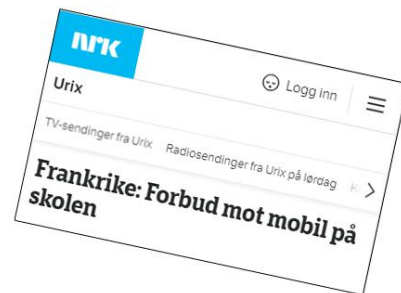 nrk
Logg inn
Urix
TV-sendinger fra Urix Radiosendinger fra Urix på lørdag K
Frankrike: Forbud mot mobil på
skolen